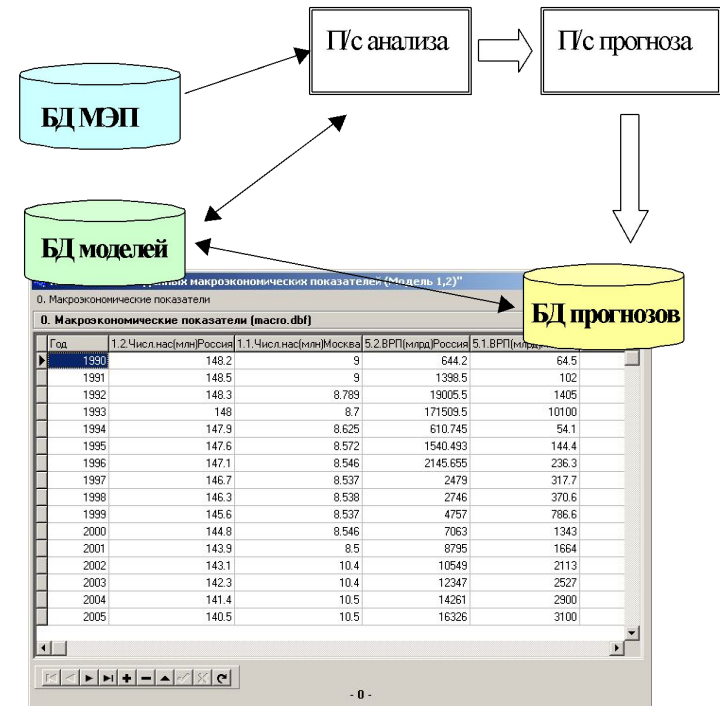 П/с анализа
П/с прогноза
БД МЭП
БД моделей
БД прогнозов
макроэкономических показателей (Модель 1,2)"
0. Макроэкономические показатели
0. Макроэкономические показатели (macro.dbf)
Год 1.2.Числ.нас(млн)Россия 1.1.Числ.нас(млн)Москва 5.2.ВРП(млрд)Россия
1990 148.2 9 644.2 64.5
1991 148.5 9 1398.5 102
1992 148.3 8.789 19005.5 1405
1993 148 8.7 171509.5 10100
1994 147.9 8.625 610.745 54.1
1995 147.6 8.572 1540.493 144.4
1996 147.1 8.546 2145.655 236.3
1997 146.7 8.537 2479 317.7
1998 146.3 8.538 2746 370.6
1999 145.6 8.537 4757 786.6
2000 144.8 8.546 7063 1343
2001 143.9 8.5 8795 1664
2002 143.1 10.4 10549 2113
2003 142.3 10.4 12347 2527
2004 141.4 10.5 14261 2900
2005 140.5 10.5 16326 3100
- 0 -